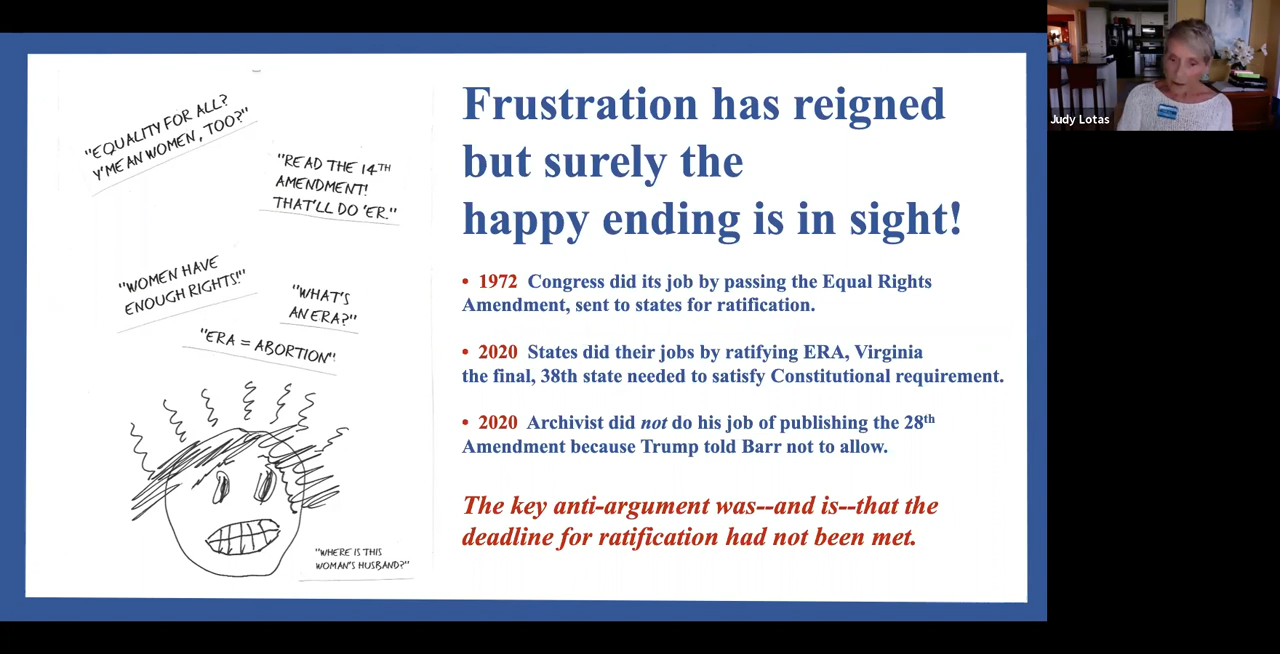 "EQUALITY FOR ALL?
Y'MEAN WOMEN, TOO?"
"READ THE 14TH
AMENDMENT!
THAT'LL DO 'ER."
"WOMEN HAVE
ENOUGH RIGHTS!"
"WHAT'S
AN ERA?"
"ERA = ABORTION"
"WHERE IS THIS
WOMAN'S HUSBAND?"
Frustration has reigned
but surely the
happy ending is in sight!
• 1972 Congress did its job by passing the Equal Rights
Amendment, sent to states for ratification.
• 2020 States did their jobs by ratifying ERA, Virginia
the final, 38th state needed to satisfy Constitutional requirement.
• 2020 Archivist did not do his job of publishing the 28th
Amendment because Trump told Barr not to allow.
The key anti-argument was--and is--that the
deadline for ratification had not been met.
Judy Lotas